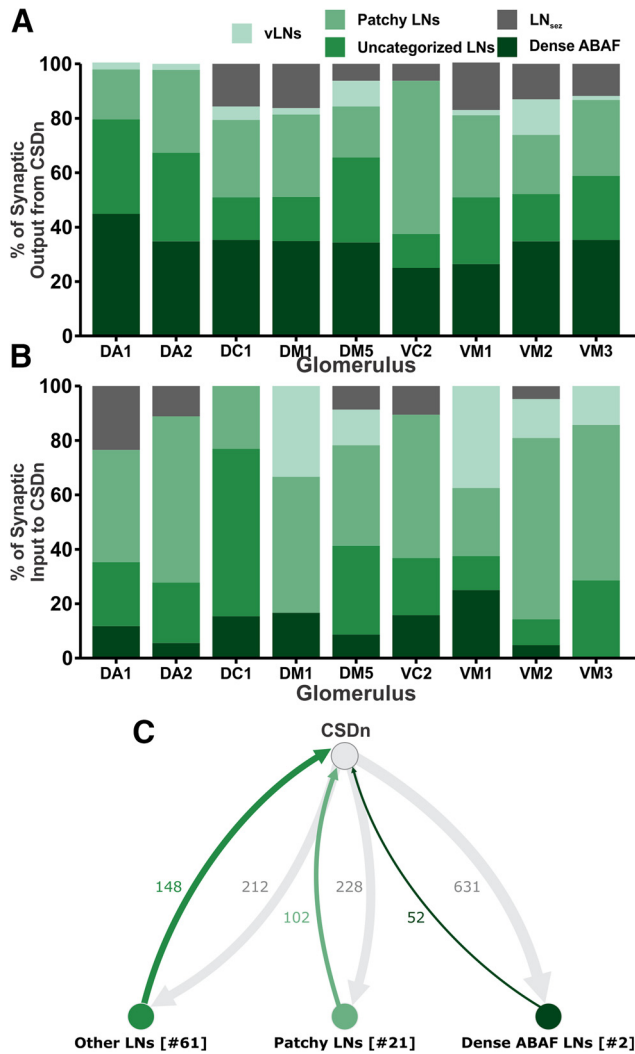 A
vLNs
Patchy LNs
LNsez
Uncategorized LNs
Dense ABAF
% of Synaptic
Output from CSDn
100
80
60
40
20
0
DA1 DA2 DC1 DM1 DM5 VC2 VM1 VM2 VM3
Glomerulus
B
% of Synaptic
Input to CSDn
100
80
60
40
20
0
DA1 DA2 DC1 DM1 DM5 VC2 VM1 VM2 VM3
Glomerulus
C
CSDn
148
212
102
228
52
631
Other LNs [#61]
Patchy LNs [#21]
Dense ABAF LNs [#2]